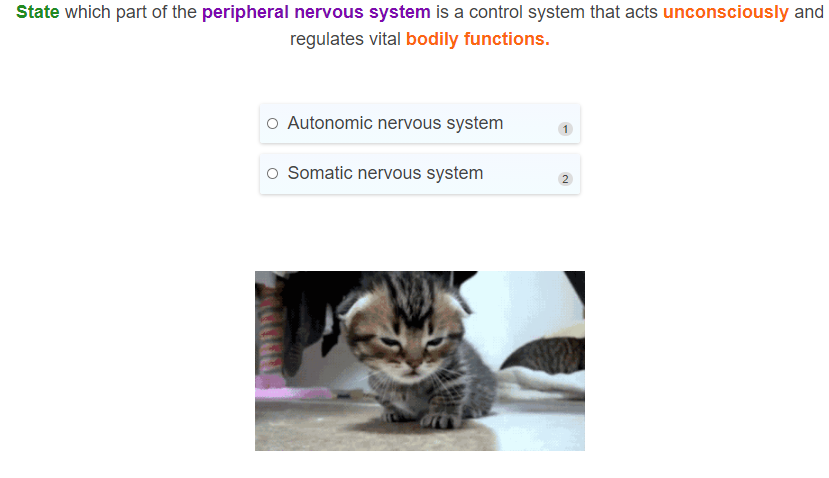 State which part of the peripheral nervous system is a control system that acts unconsciously and
regulates vital bodily functions.
Autonomic nervous system 1
Somatic nervous system 2